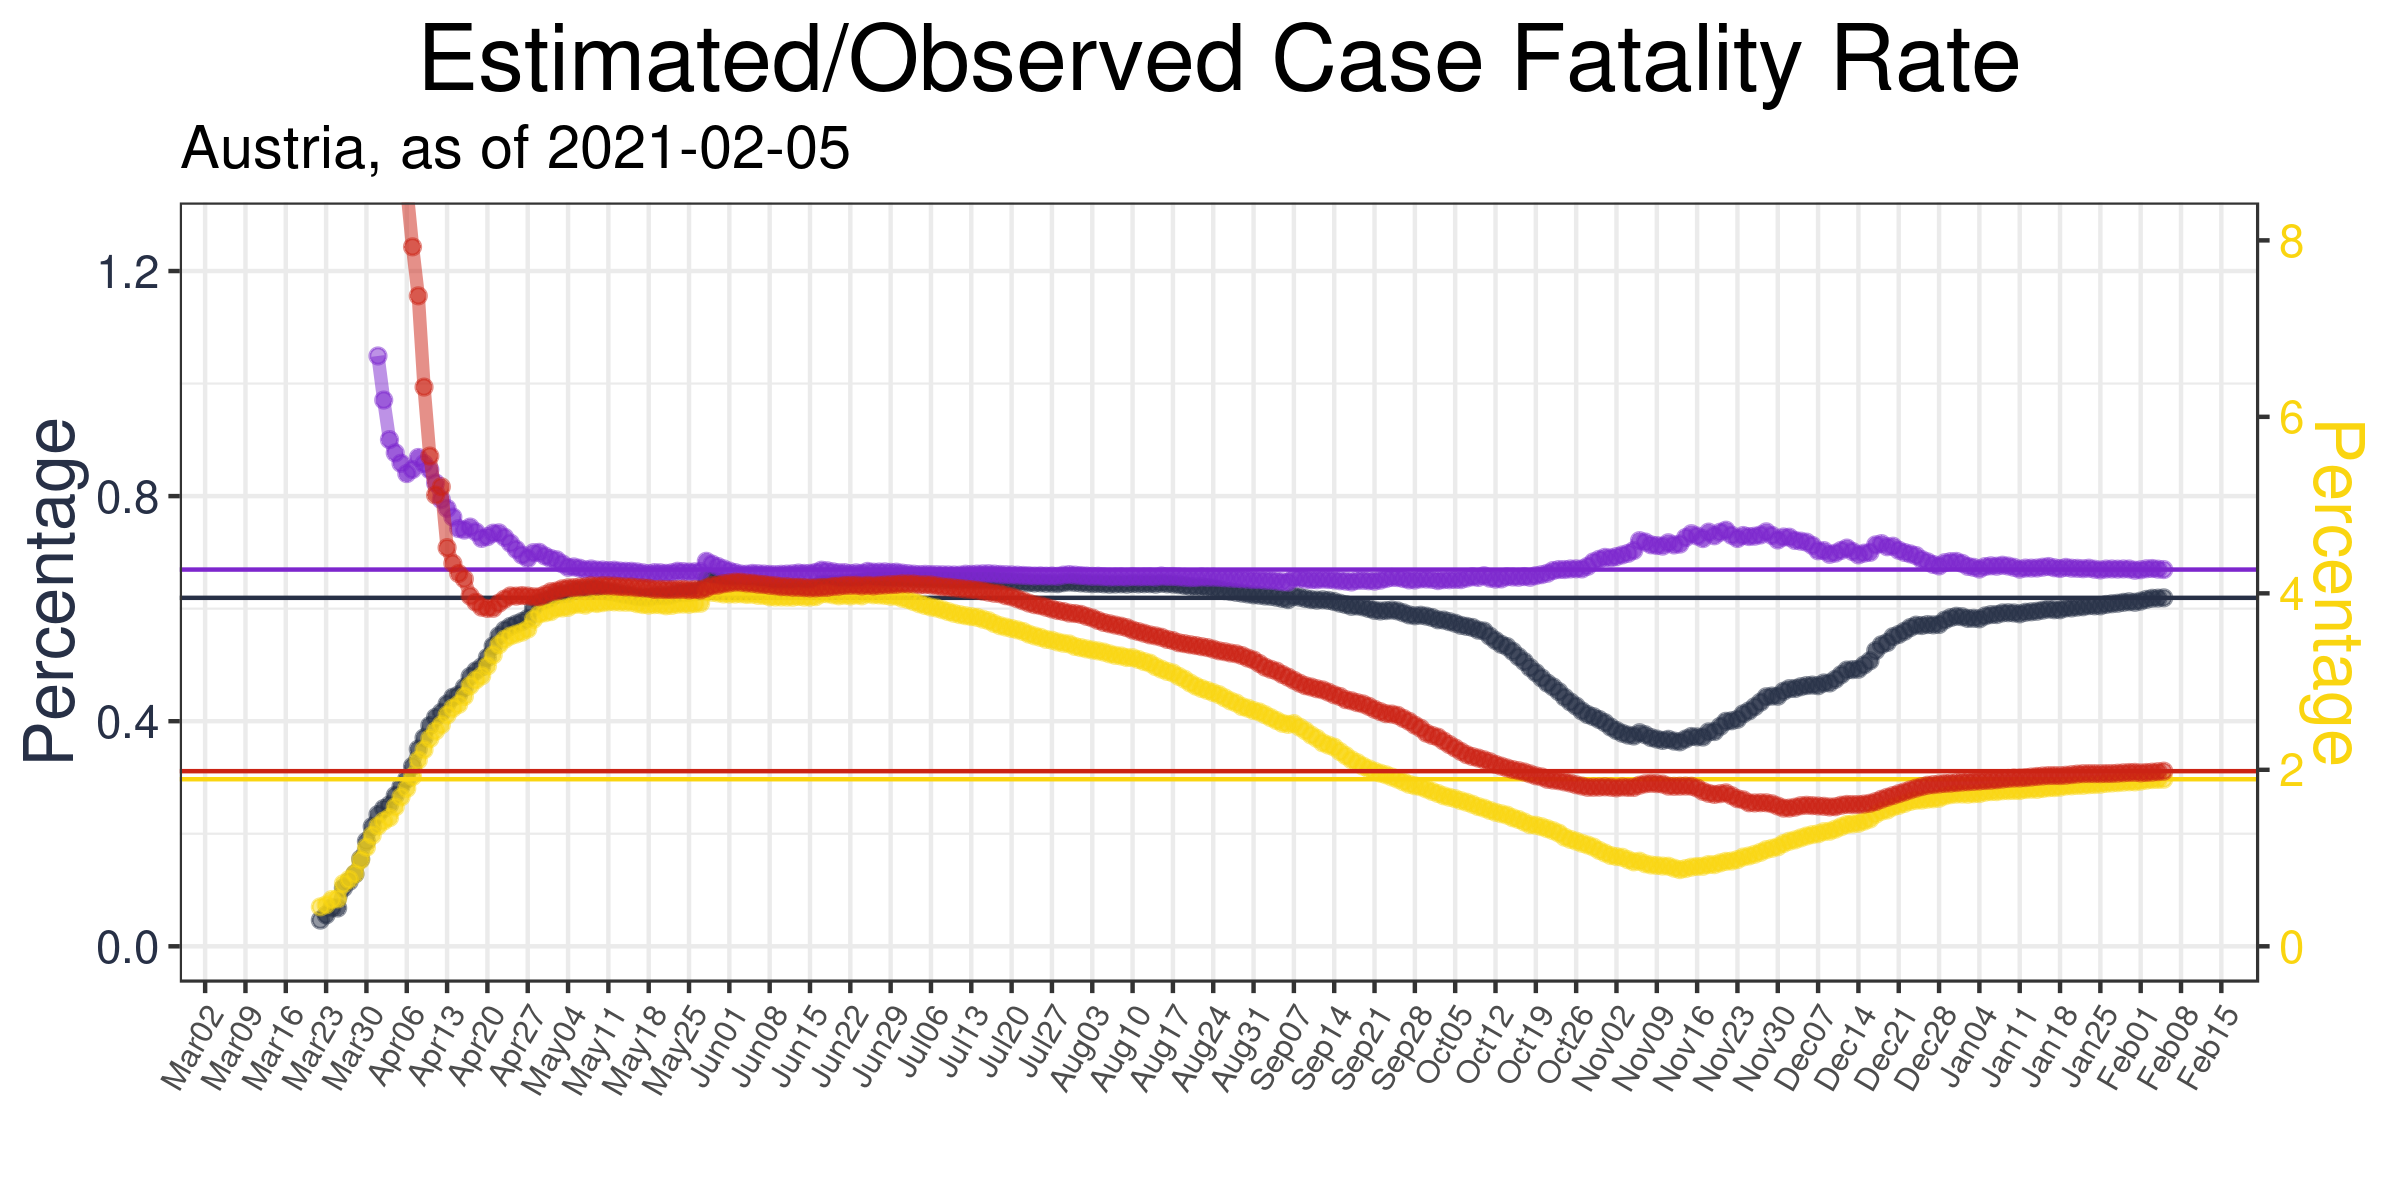 Estimated/Observed Case Fatality Rate
Austria, as of 2021-02-05
Percentage
1.2
0.8
0.4
0.0
8
6
4
2
0
Percentage
Mar02
Mar09
Mar16
Mar23
Mar30
Apr06
Apr13
Apr20
Apr27
May04
May11
May18
May25
Jun01
Jun08
Jun15
Jun22
Jun29
Jul06
Jul13
Jul20
Jul27
Aug03
Aug10
Aug17
Aug24
Aug31
Sep07
Sep14
Sep21
Sep28
Oct05
Oct12
Oct19
Oct26
Nov02
Nov09
Nov16
Nov23
Nov30
Dec07
Dec14
Dec21
Dec28
Jan04
Jan11
Jan18
Jan25
Feb01
Feb08
Feb15